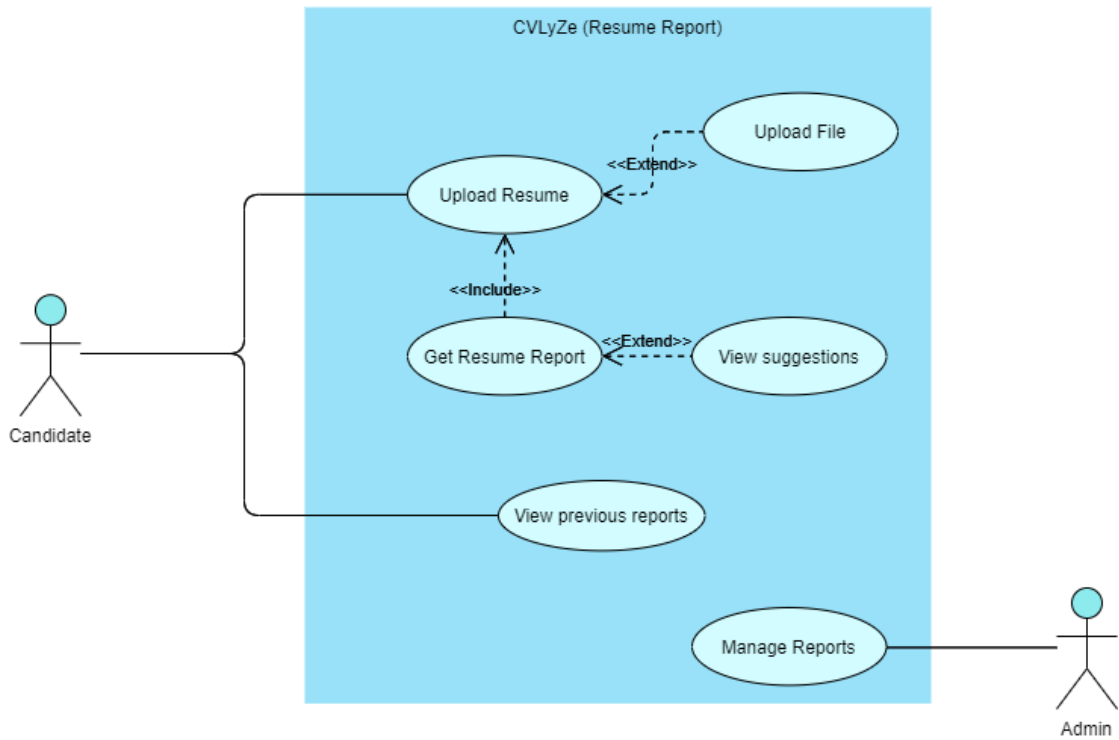 CVLyZe (Resume Report)
Upload File
<<Extend>>
Upload Resume
<<Include>>
<<Extend>>
Get Resume Report
View suggestions
Candidate
View previous reports
Manage Reports
Admin